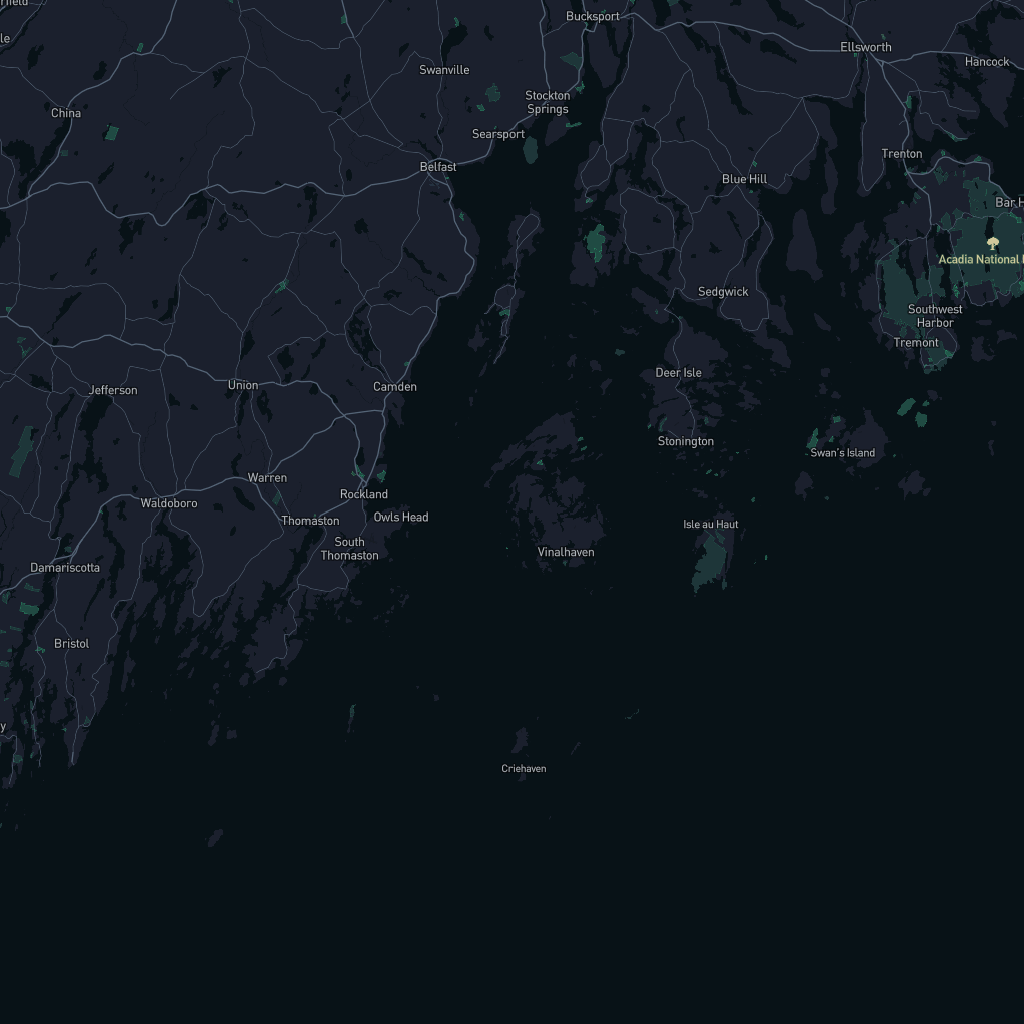 Bucksport
Ellsworth
Hancock
Swanville
Stockton
Springs
China
Searsport
Trenton
Belfast
Blue Hill
Bar H
Acadia National
Sedgwick
Southwest
Harbor
Tremont
Deer Isle
Camden
Union
Jefferson
Stonington
Swan's Island
Warren
Rockland
Waldoboro
Owls Head
Thomaston
Isle au Haut
South
Thomaston
Vinalhaven
Damariscotta
Bristol
y
Criehaven